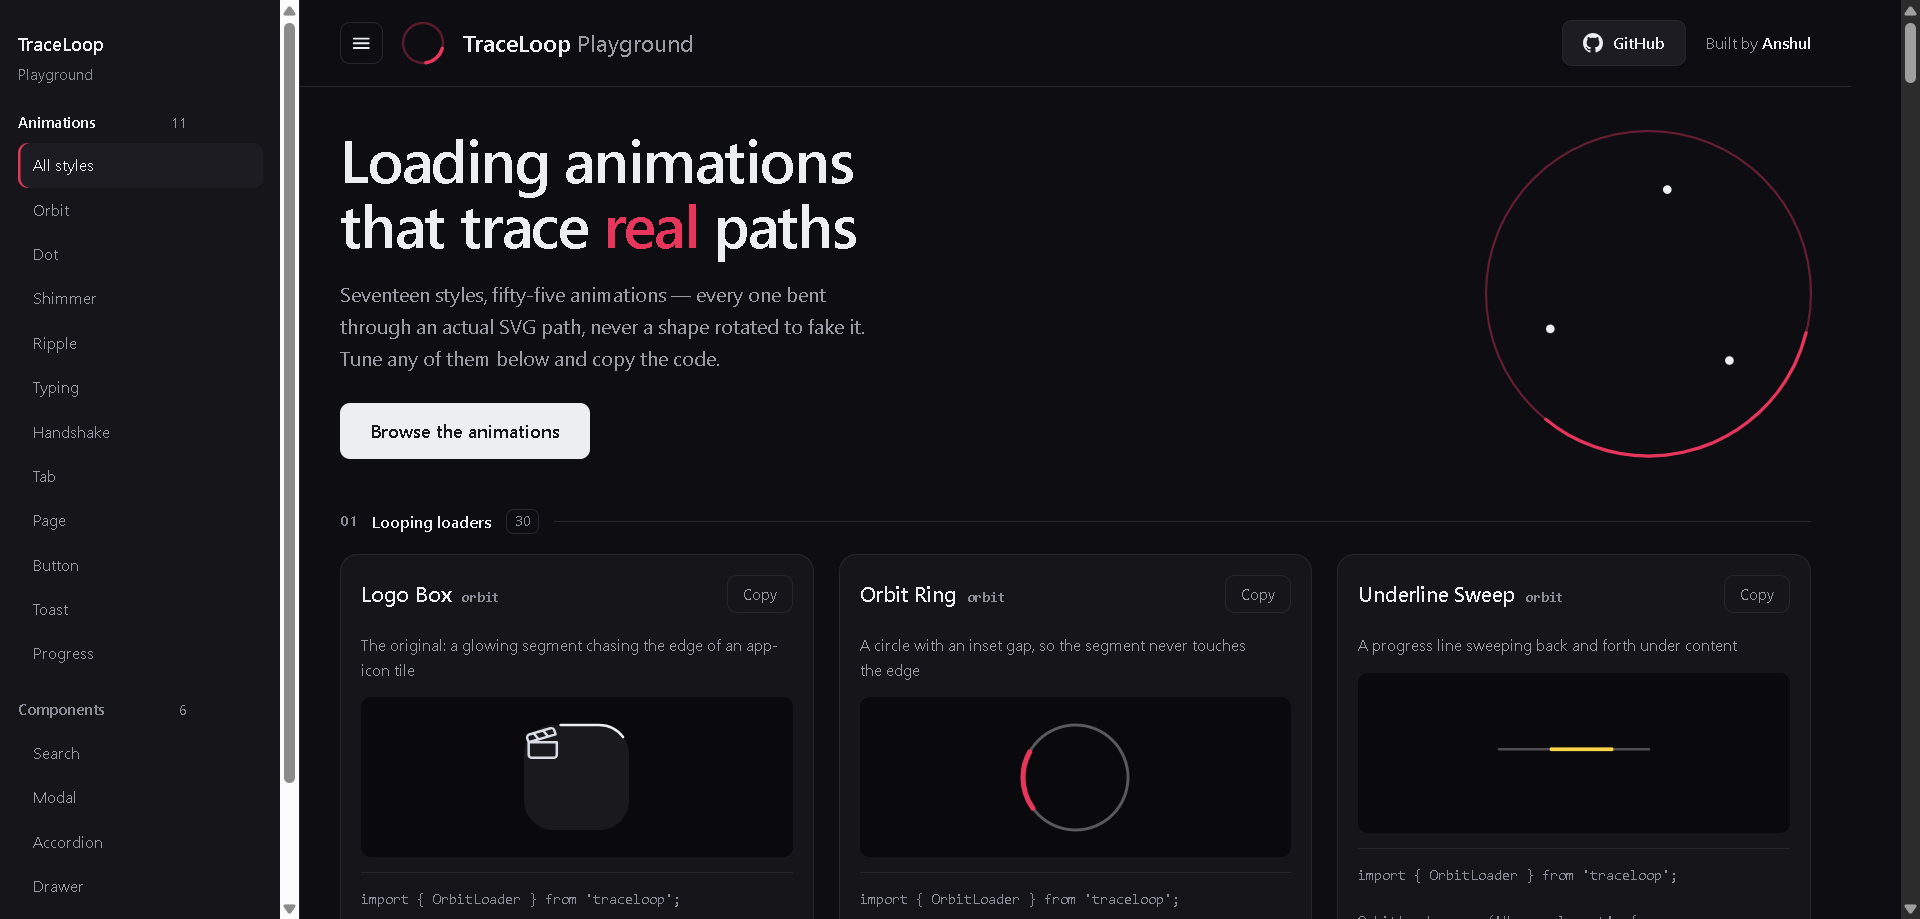 TraceLoop
Playground
Animations 11
All styles
Orbit
Dot
Shimmer
Ripple
Typing
Handshake
Tab
Page
Button
Toast
Progress
Components 6
Search
Modal
Accordion
Drawer
TraceLoop Playground
GitHub
Built by Anshul
Loading animations
that trace real paths
Seventeen styles, fifty-five animations — every one bent
through an actual SVG path, never a shape rotated to fake it.
Tune any of them below and copy the code.
Browse the animations
01 Looping loaders 30
Logo Box orbit
Copy
The original: a glowing segment chasing the edge of an app-
icon tile
import { OrbitLoader } from 'traceloop';
Orbit Ring orbit
Copy
A circle with an inset gap, so the segment never touches
the edge
import { OrbitLoader } from 'traceloop';
Underline Sweep orbit
Copy
A progress line sweeping back and forth under content
import { OrbitLoader } from 'traceloop';